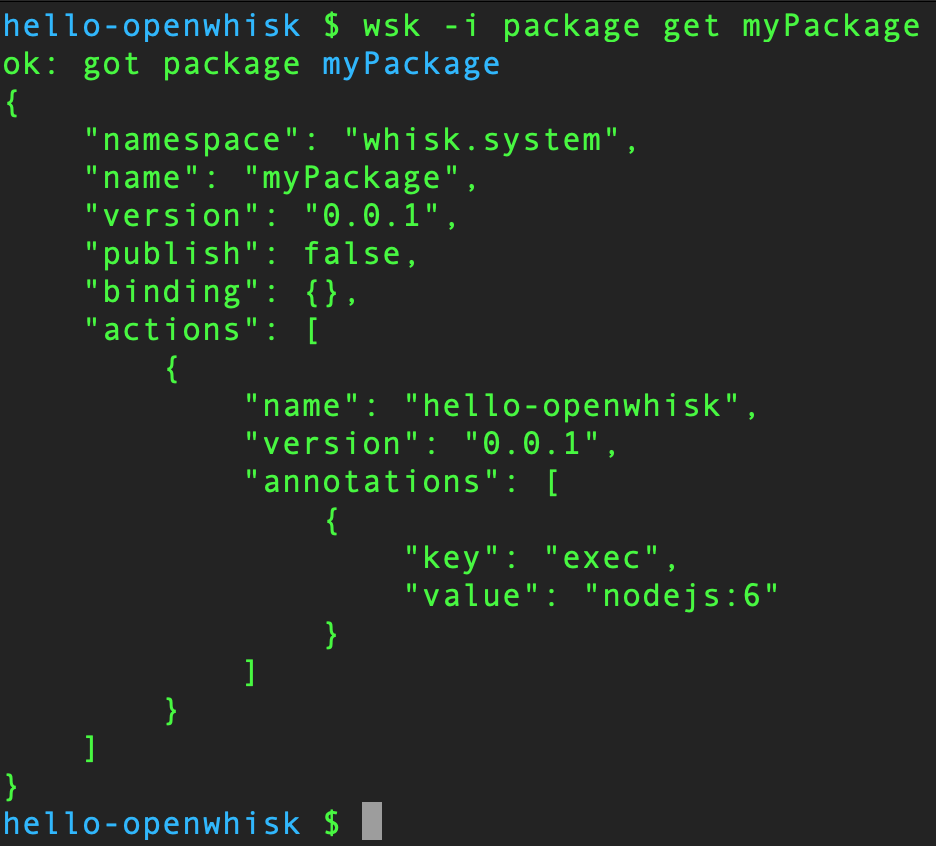 hello-openwhisk $ wsk -i package get myPackage
ok: got package myPackage
{
    "namespace": "whisk.system",
    "name": "myPackage",
    "version": "0.0.1",
    "publish": false,
    "binding": {},
    "actions": [
        {
            "name": "hello-openwhisk",
            "version": "0.0.1",
            "annotations": [
                {
                    "key": "exec",
                    "value": "nodejs:6"
                }
            ]
        }
    ]
}
hello-openwhisk $